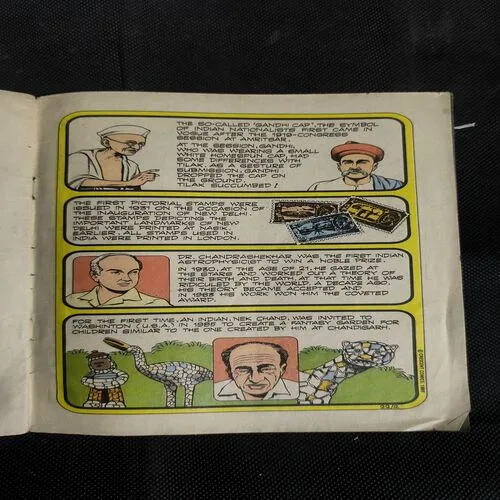 THE SO-CALLED 'GANDHI CAP', THE SYMBOL
OF INDIAN NATIONALISTS FIRST CAME IN
VOGUE AFTER THE 1919-CONGRESS
SESSION AT AMRITSAR.
AT THE SESSION, GANDHI,
WHO WAS WEARING A SMALL
WHITE HOMESPUN CAP, HAD
SOME DIFFERENCES WITH
TILAK. AS A GESTURE OF
SUBMISSION, GANDHI
DROPPED THE CAP ON
THE GROUND.
TILAK SUCCUMBED!
THE FIRST PICTORIAL STAMPS WERE
ISSUED IN 1931 ON THE OCCASION OF
THE INAUGURATION OF NEW DELHI.
THESE STAMPS DEPICTING THE
IMPORTANT LANDMARKS OF NEW
DELHI WERE PRINTED AT NASIK.
EARLIER, ALL STAMPS USED IN
INDIA WERE PRINTED IN LONDON.
DR. CHANDRASHEKHAR WAS THE FIRST INDIAN
ASTROPHYSICIST TO WIN A NOBLE PRIZE.
IN 1930, AT THE AGE OF 21, HE GAZED AT
THE STARS AND WORKED OUT A THEORY OF
THEIR BIRTH AND DEATH. AT THAT TIME HE WAS
RIDICULED BY THE WORLD. A DECADE AGO,
HIS THEORY BECAME ACCEPTED AND
IN 1983 HIS WORK WON HIM THE COVETED
AWARD.
FOR THE FIRST TIME, AN INDIAN, NEK CHAND, WAS INVITED TO
WASHINTON (U.S.A.) IN 1985 TO CREATE A FANTASY GARDEN FOR
CHILDREN SIMILAR TO THE ONE CREATED BY HIM AT CHANDIGARH.